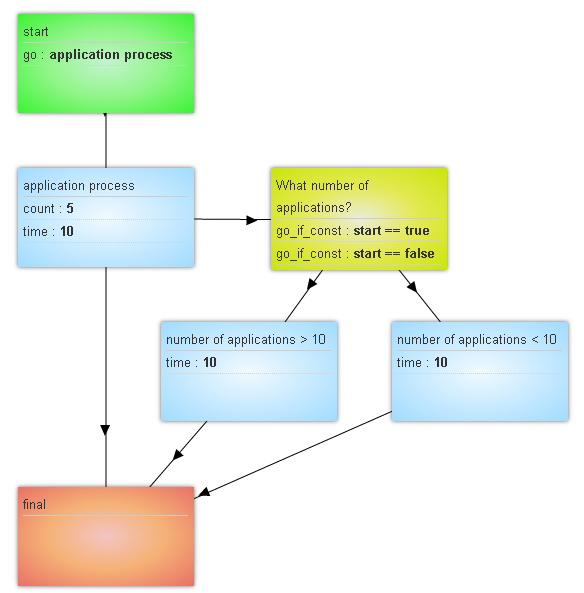 start
go : application process
application process
count : 5
time : 10
What number of
applications?
go_if_const : start == true
go_if_const : start == false
number of applications > 10
time : 10
number of applications < 10
time : 10
final